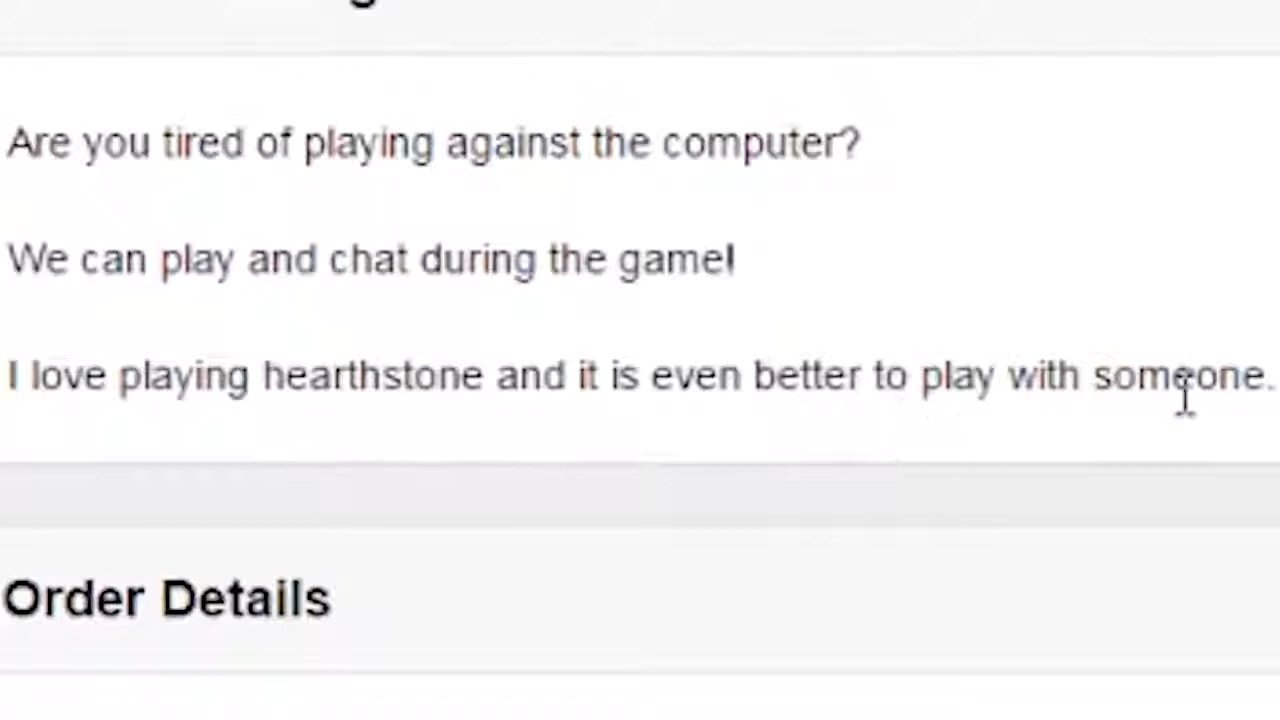 Are you tired of playing against the computer?
We can play and chat during the game!
I love playing hearthstone and it is even better to play with someone.
Order Details